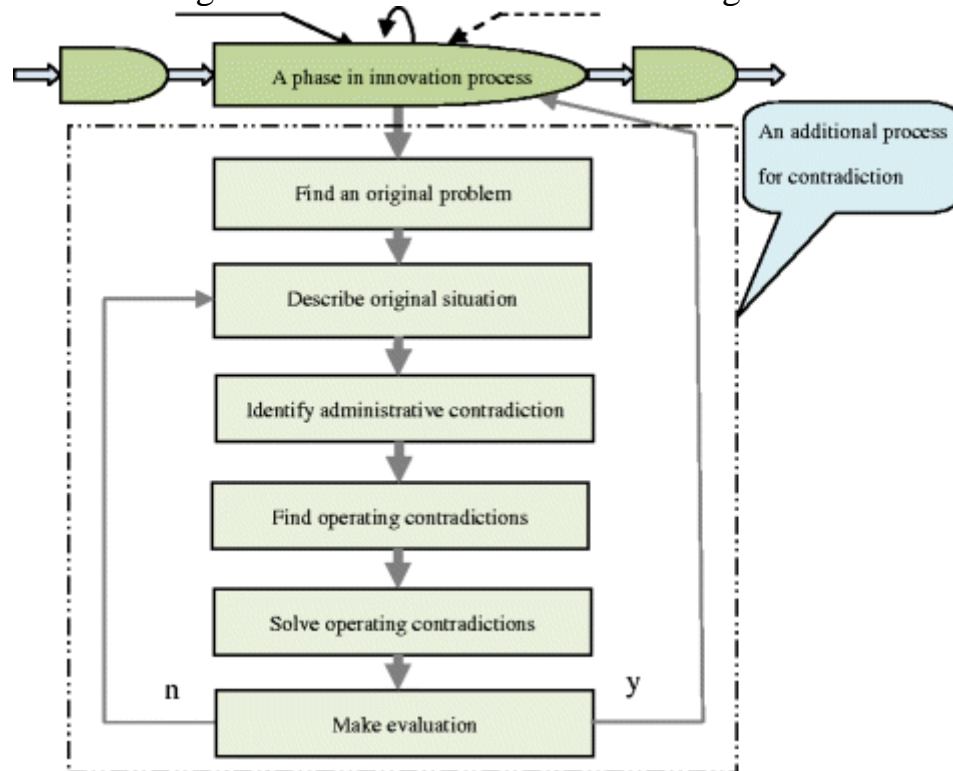 A phase in innovation process
An additional process
for contradiction
Find an original problem
Describe original situation
Identify administrative contradiction
Find operating contradictions
Solve operating contradictions
n
y
Make evaluation